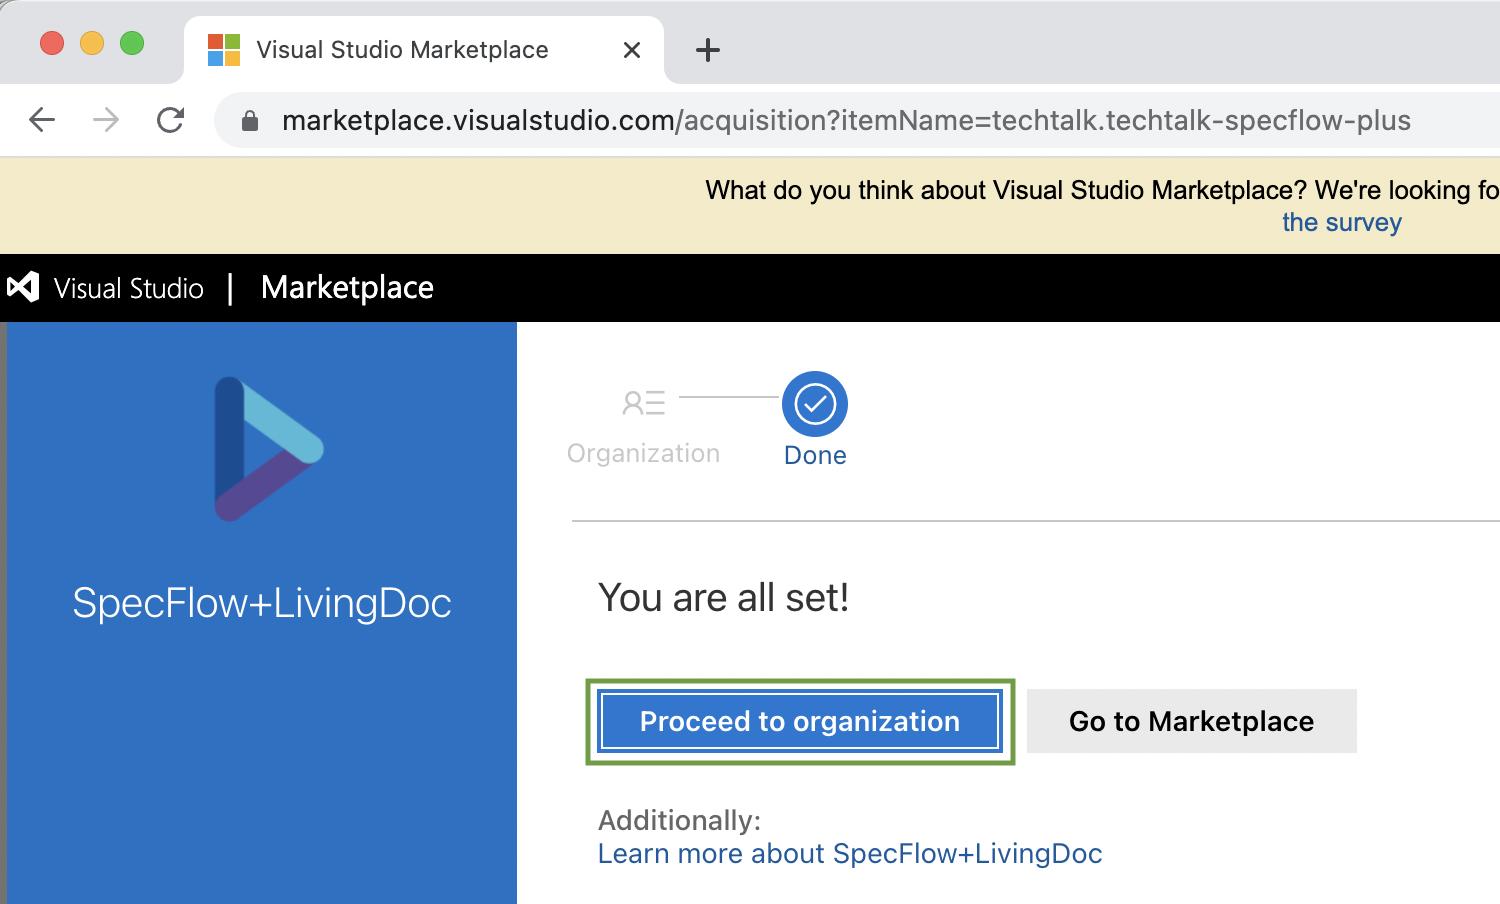 Visual Studio Marketplace
marketplace.visualstudio.com/acquisition?itemName=techtalk.techtalk-specflow-plus
What do you think about Visual Studio Marketplace? We're looking fo
the survey
Visual Studio | Marketplace
SpecFlow+LivingDoc
Organization
Done
You are all set!
Proceed to organization
Go to Marketplace
Additionally:
Learn more about SpecFlow+LivingDoc